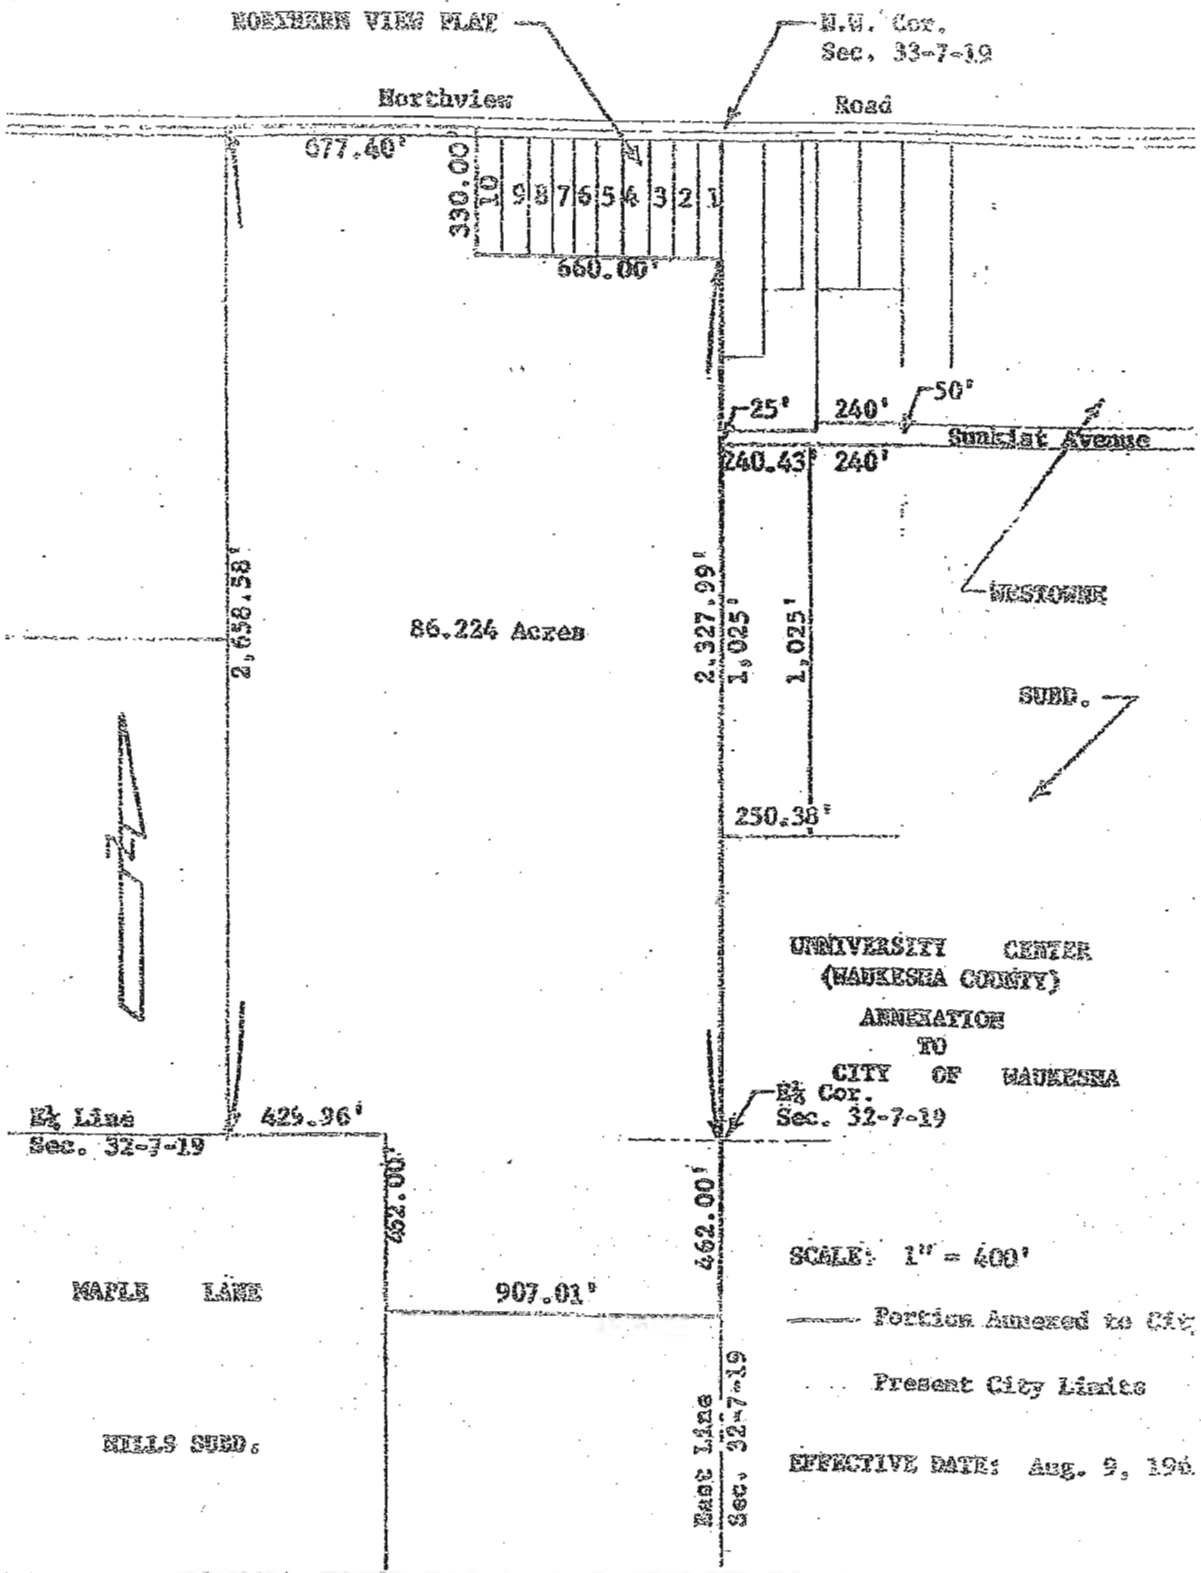 NORTHERN VIEW PLAT
N.W. Cor.
Sec. 33-7-19
Northview
Road
677.40'
330.00
10 9 8 7 6 5 4 3 2 1
660.00'
25'
240'
50'
Sunkist Avenue
240.43'
240'
2,658.58'
86.224 Acres
2,327.99'
1,025'
1,025'
WESTOWNE
SUBD.
250.38'
N
UNNIVERSITY CENTER
(WAUKESHA COUNTY)
ANNEXATION
TO
CITY OF WAUKESHA
E¼ Cor.
Sec. 32-7-19
E¼ Line
Sec. 32-7-19
462.00'
462.00'
SCALE: 1" = 400'
MAPLE LANE
907.01'
Portion Annexed to Cit
Present City Limits
HILLS SUBD.
East Line
Sec. 32-7-19
EFFECTIVE DATE: Aug. 9, 196